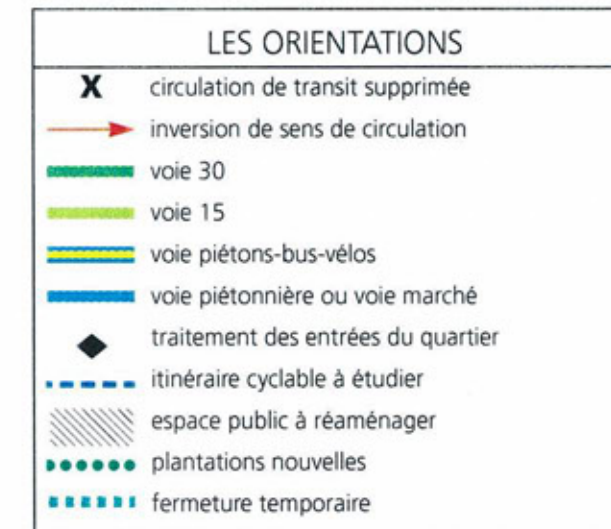 LES ORIENTATIONS
X circulation de transit supprimée
inversion de sens de circulation
voie 30
voie 15
voie piétons-bus-vélos
voie piétonnière ou voie marché
traitement des entrées du quartier
itinéraire cyclable à étudier
espace public à réaménager
plantations nouvelles
fermeture temporaire